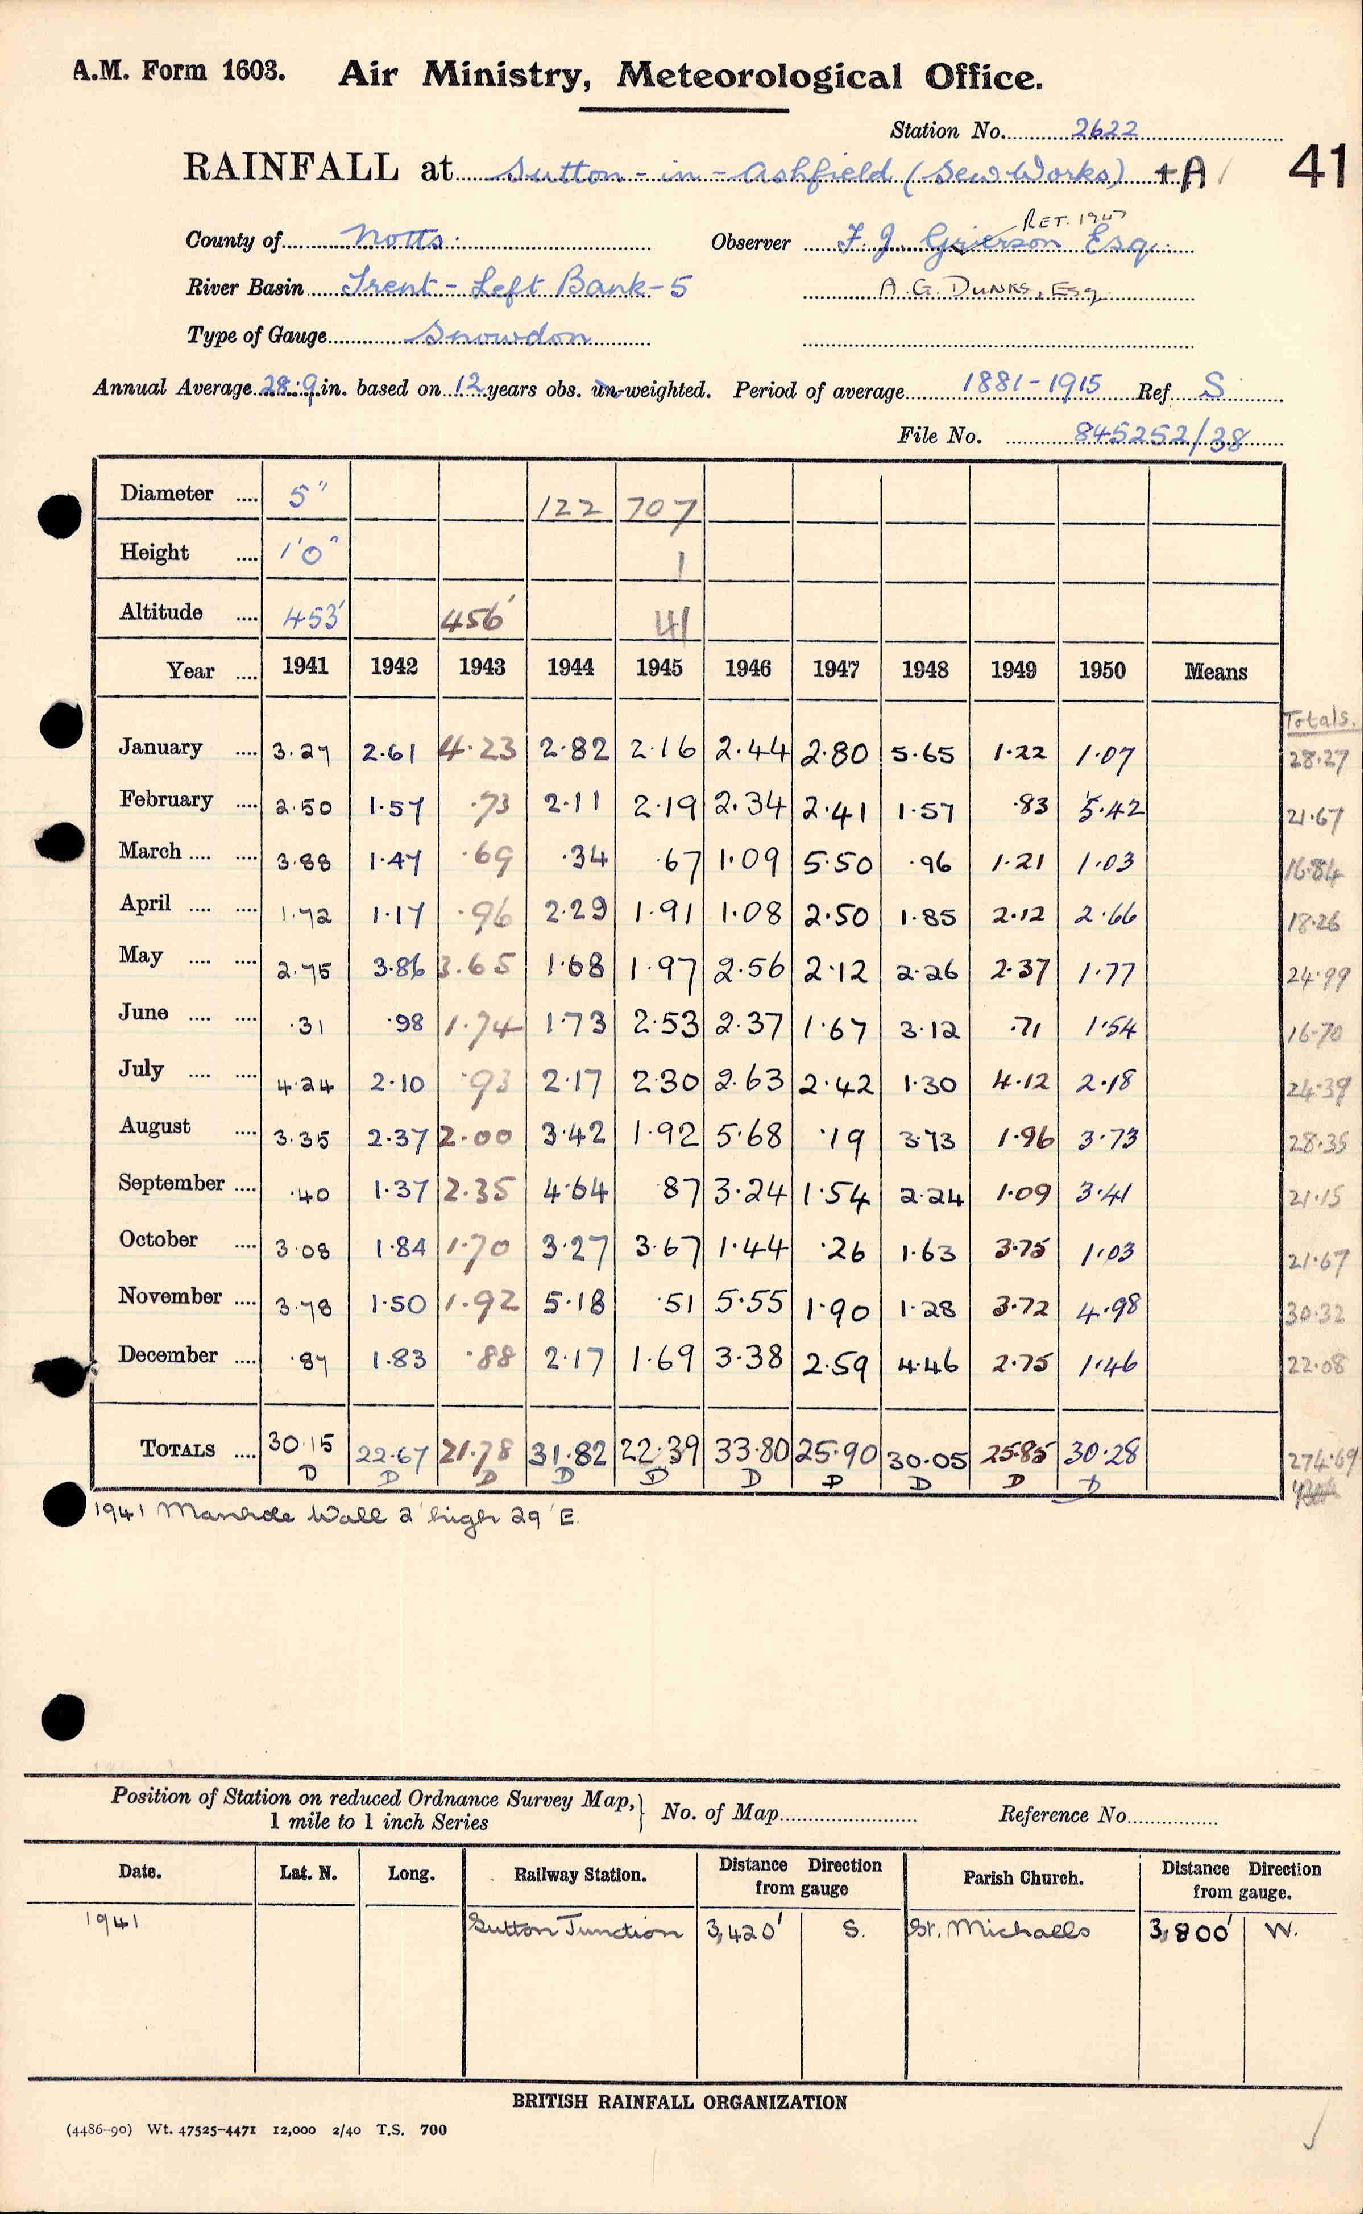 A.M. Form 1603. Air Ministry, Meteorological Office.
Station No. 2622
RAINFALL at Sutton-in-Ashfield (Sew Works) +A 41
RET. 1947
County of Notts. Observer F. J. Grierson Esq.
River Basin Trent - Left Bank - 5 A. G. DUNKS, Esq
Type of Gauge Snowdon
Annual Average 28.9 in. based on 12 years obs. un-weighted. Period of average 1881-1915 Ref. S
File No. 845252/38
Diameter .... 5" 122 707
Height .... 1'0" 1
Altitude .... 453' 456' 41
Year .... 1941 1942 1943 1944 1945 1946 1947 1948 1949 1950 Means
Totals.
January .... 3.27 2.61 4.23 2.82 2.16 2.44 2.80 5.65 1.22 1.07 28.27
February .... 2.50 1.57 .73 2.11 2.19 2.34 2.41 1.57 .83 5.42 21.67
March .... .... 3.88 1.47 .69 .34 .67 1.09 5.50 .96 1.21 1.03 16.84
April .... .... 1.72 1.17 .96 2.29 1.91 1.08 2.50 1.85 2.12 2.66 18.26
May .... .... 2.75 3.86 3.65 1.68 1.97 2.56 2.12 2.26 2.37 1.77 24.99
June .... .... .31 .98 1.74 1.73 2.53 2.37 1.67 3.12 .71 1.54 16.70
July .... .... 4.24 2.10 .93 2.17 2.30 2.63 2.42 1.30 4.12 2.18 24.39
August .... 3.35 2.37 2.00 3.42 1.92 5.68 .19 3.73 1.96 3.73 28.35
September .... .40 1.37 2.35 4.64 .87 3.24 1.54 2.24 1.09 3.41 21.15
October .... 3.08 1.84 1.70 3.27 3.67 1.44 .26 1.63 3.75 1.03 21.67
November .... 3.78 1.50 1.92 5.18 .51 5.55 1.90 1.28 3.72 4.98 30.32
December .... .87 1.83 .88 2.17 1.69 3.38 2.59 4.46 2.75 1.46 22.08
TOTALS .... 30.15 22.67 21.78 31.82 22.39 33.80 25.90 30.05 25.85 30.28 274.69
D D D D D D D D D D
1941 Manhole Wall 2' high 29' E.
Position of Station on reduced Ordnance Survey Map, } No. of Map Reference No.
1 mile to 1 inch Series
Date. Lat. N. Long. Railway Station. Distance Direction from gauge Parish Church. Distance Direction from gauge.
1941 Sutton Junction 3,420' S. St. Michaels 3,800' W.
BRITISH RAINFALL ORGANIZATION
(4486-90) Wt. 47525-4471 12,000 2/40 T.S. 700